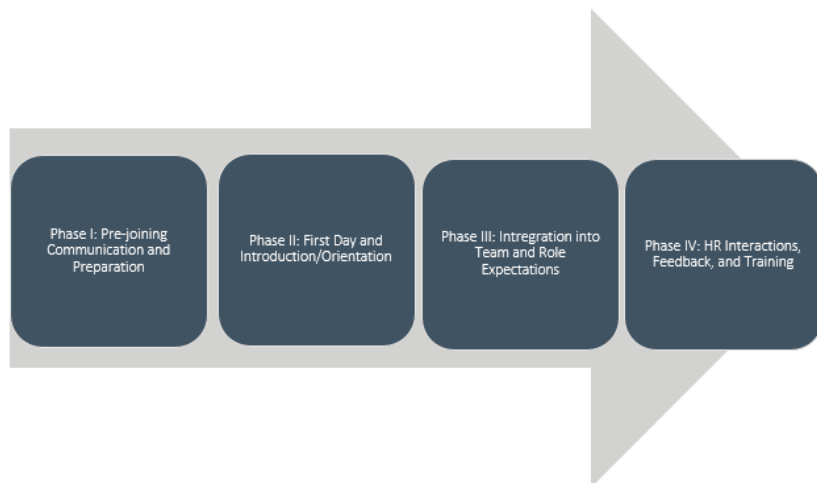 Phase I: Pre-joining
Communication and
Preparation
Phase II: First Day and
Introduction/Orientation
Phase III: Intregration into
Team and Role
Expectations
Phase IV: HR Interactions,
Feedback, and Training